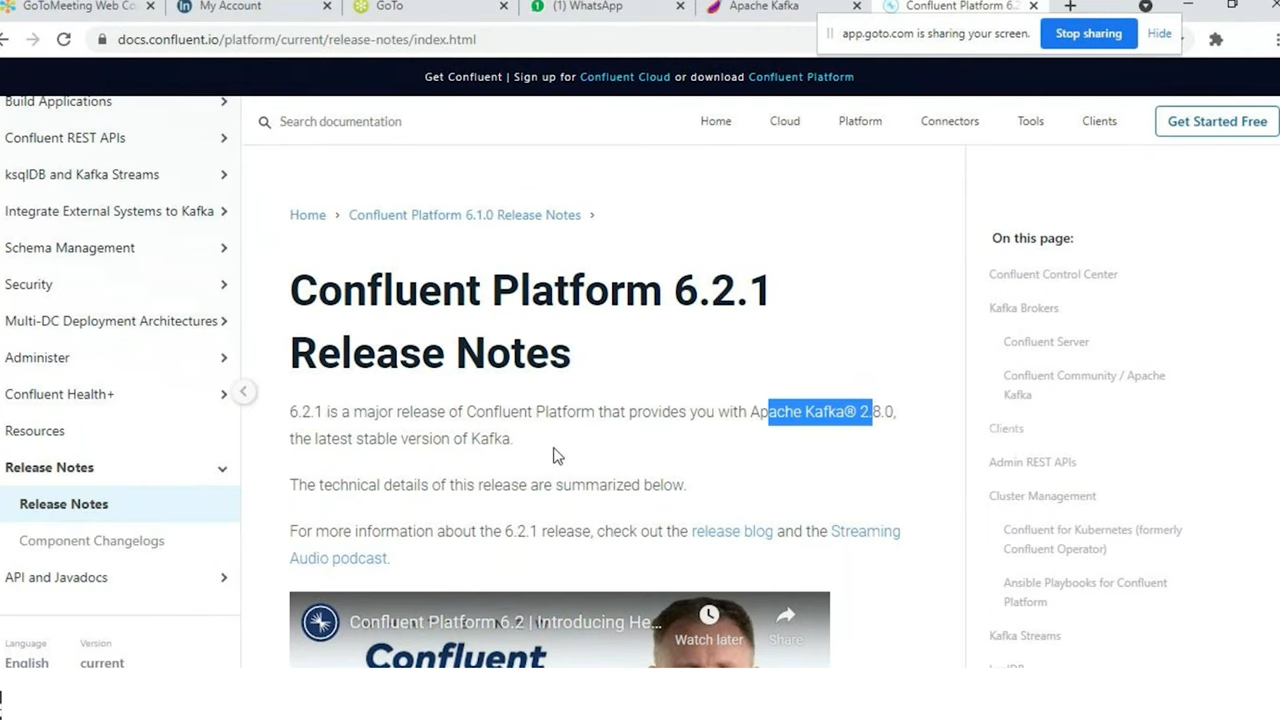 GoToMeeting Web Co
My Account
GoTo
(1) WhatsApp
Apache Kafka
Confluent Platform 6.2
docs.confluent.io/platform/current/release-notes/index.html
app.goto.com is sharing your screen.
Stop sharing
Hide
Get Confluent | Sign up for Confluent Cloud or download Confluent Platform
Build Applications
Confluent REST APIs
ksqlDB and Kafka Streams
Integrate External Systems to Kafka
Schema Management
Security
Multi-DC Deployment Architectures
Administer
Confluent Health+
Resources
Release Notes
Release Notes
Component Changelogs
API and Javadocs
Language
Version
English
current
Search documentation
Home
Cloud
Platform
Connectors
Tools
Clients
Get Started Free
Home › Confluent Platform 6.1.0 Release Notes ›
Confluent Platform 6.2.1
Release Notes
6.2.1 is a major release of Confluent Platform that provides you with Apache Kafka® 2.8.0,
the latest stable version of Kafka.
The technical details of this release are summarized below.
For more information about the 6.2.1 release, check out the release blog and the Streaming
Audio podcast.
Confluent Platform 6.2 | Introducing He...
Watch later
Share
Confluent
On this page:
Confluent Control Center
Kafka Brokers
Confluent Server
Confluent Community / Apache
Kafka
Clients
Admin REST APIs
Cluster Management
Confluent for Kubernetes (formerly
Confluent Operator)
Ansible Playbooks for Confluent
Platform
Kafka Streams